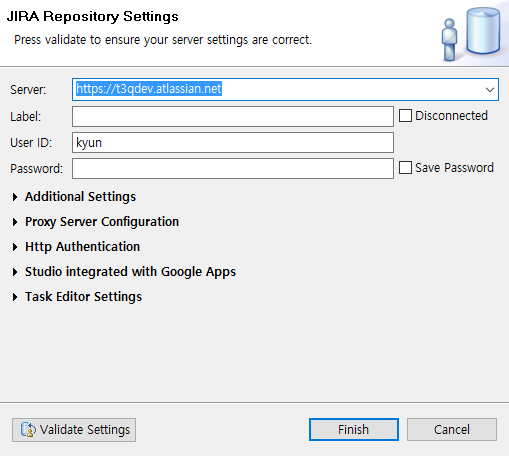 JIRA Repository Settings
Press validate to ensure your server settings are correct.
Server: https://t3qdev.atlassian.net
Label: Disconnected
User ID: kyun
Password: Save Password
Additional Settings
Proxy Server Configuration
Http Authentication
Studio integrated with Google Apps
Task Editor Settings
Validate Settings Finish Cancel